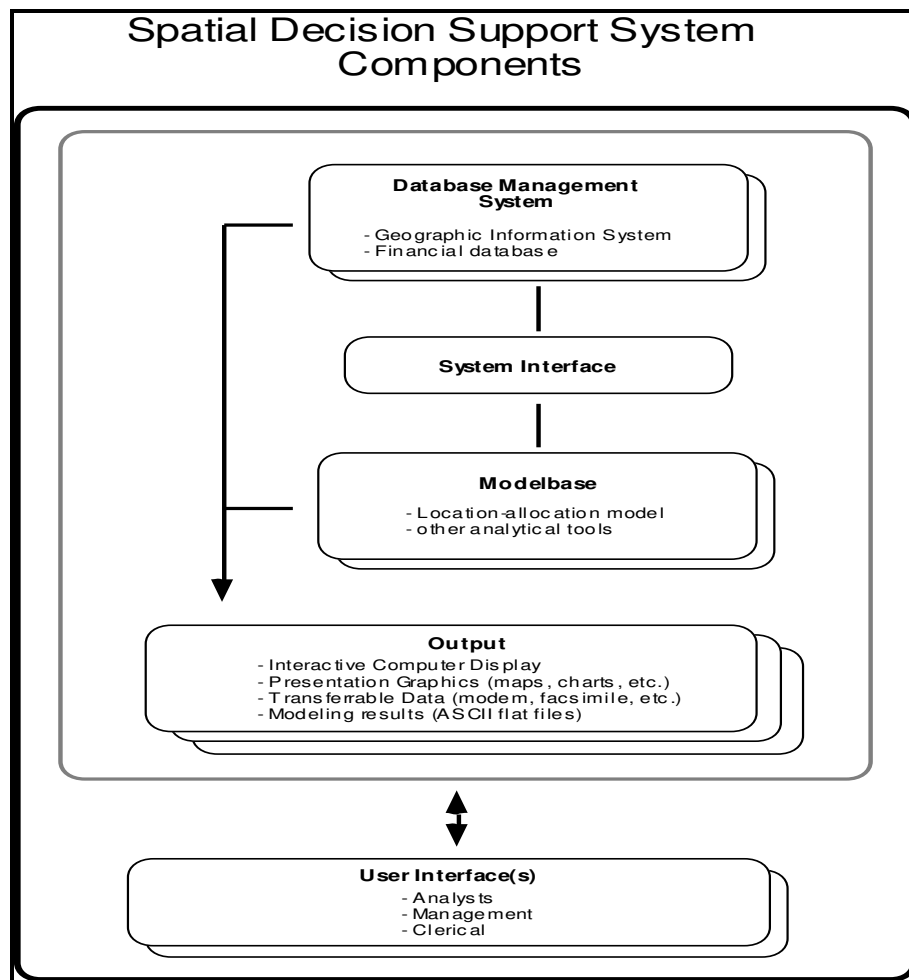 Spatial Decision Support System
Components
Database Management
System
- Geographic Information System
- Financial database
System Interface
Modelbase
- Location-allocation model
- other analytical tools
Output
- Interactive Computer Display
- Presentation Graphics (maps, charts, etc.)
- Transferrable Data (modem, facsimile, etc.)
- Modeling results (ASCII flat files)
User Interface(s)
- Analysts
- Management
- Clerical